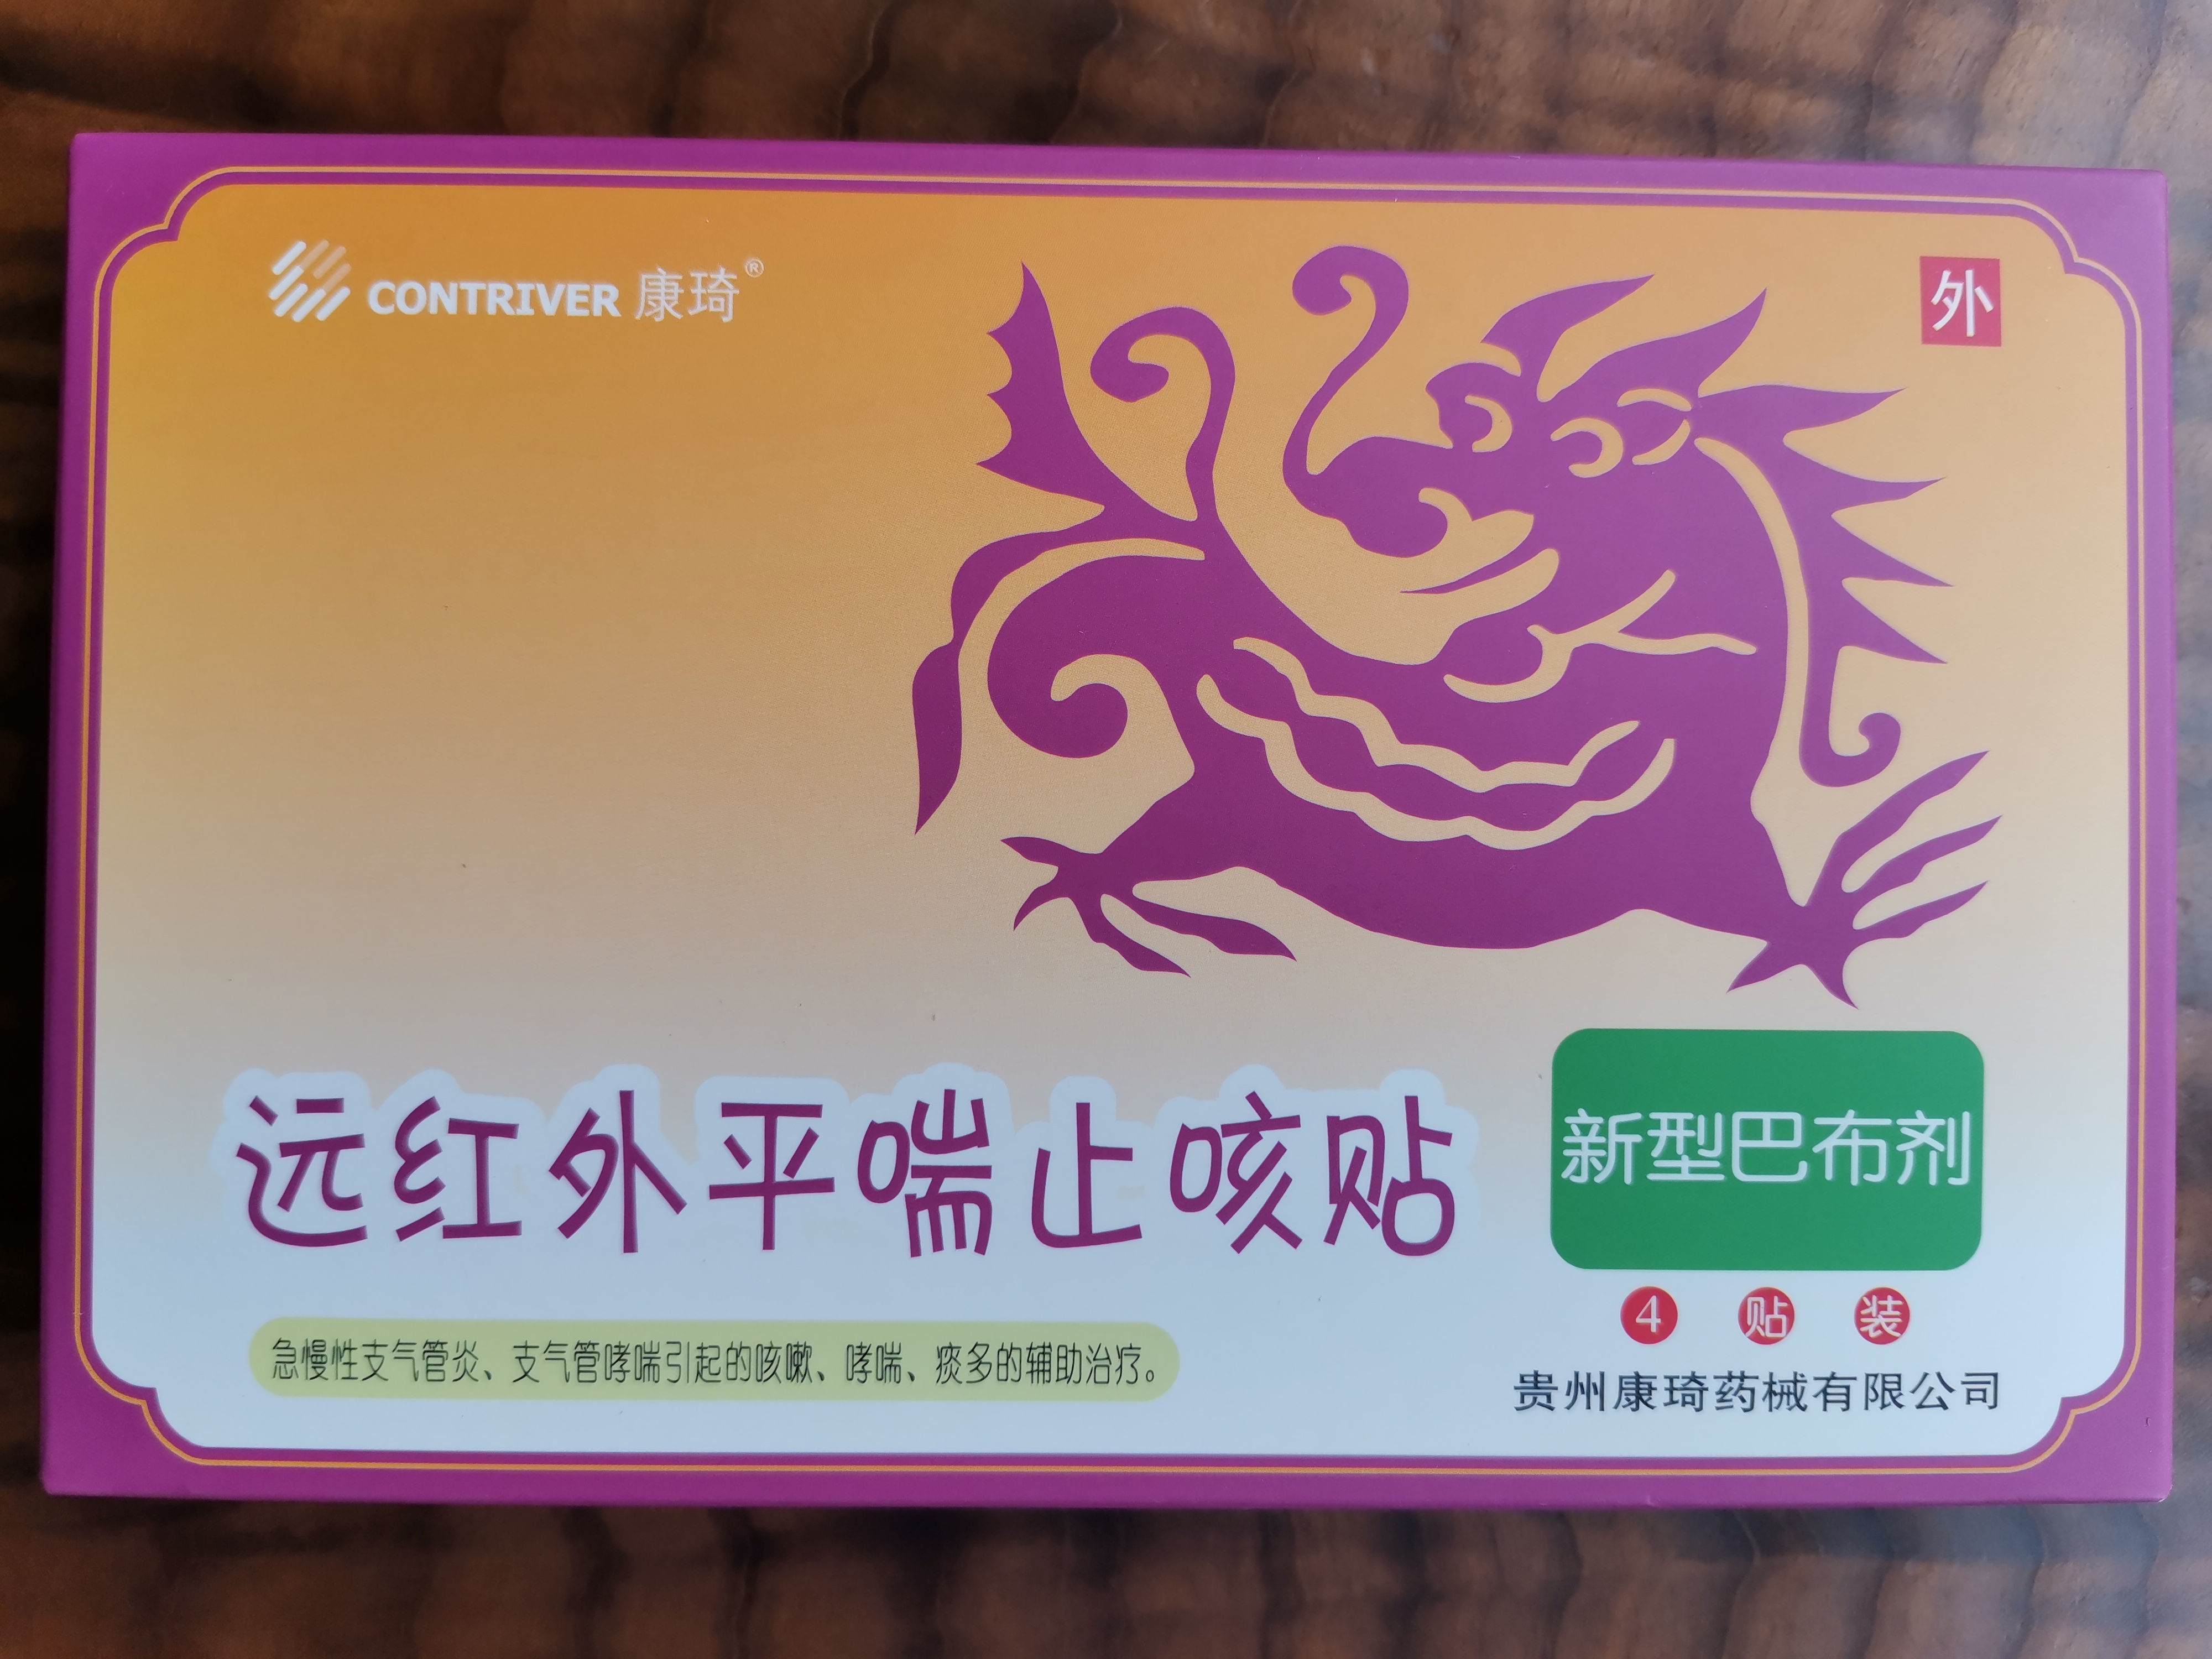 CONTRIVER 康琦®
外
远红外平喘止咳贴
新型巴布剂
4 贴 装
急慢性支气管炎、支气管哮喘引起的咳嗽、哮喘、痰多的辅助治疗。
贵州康琦药械有限公司